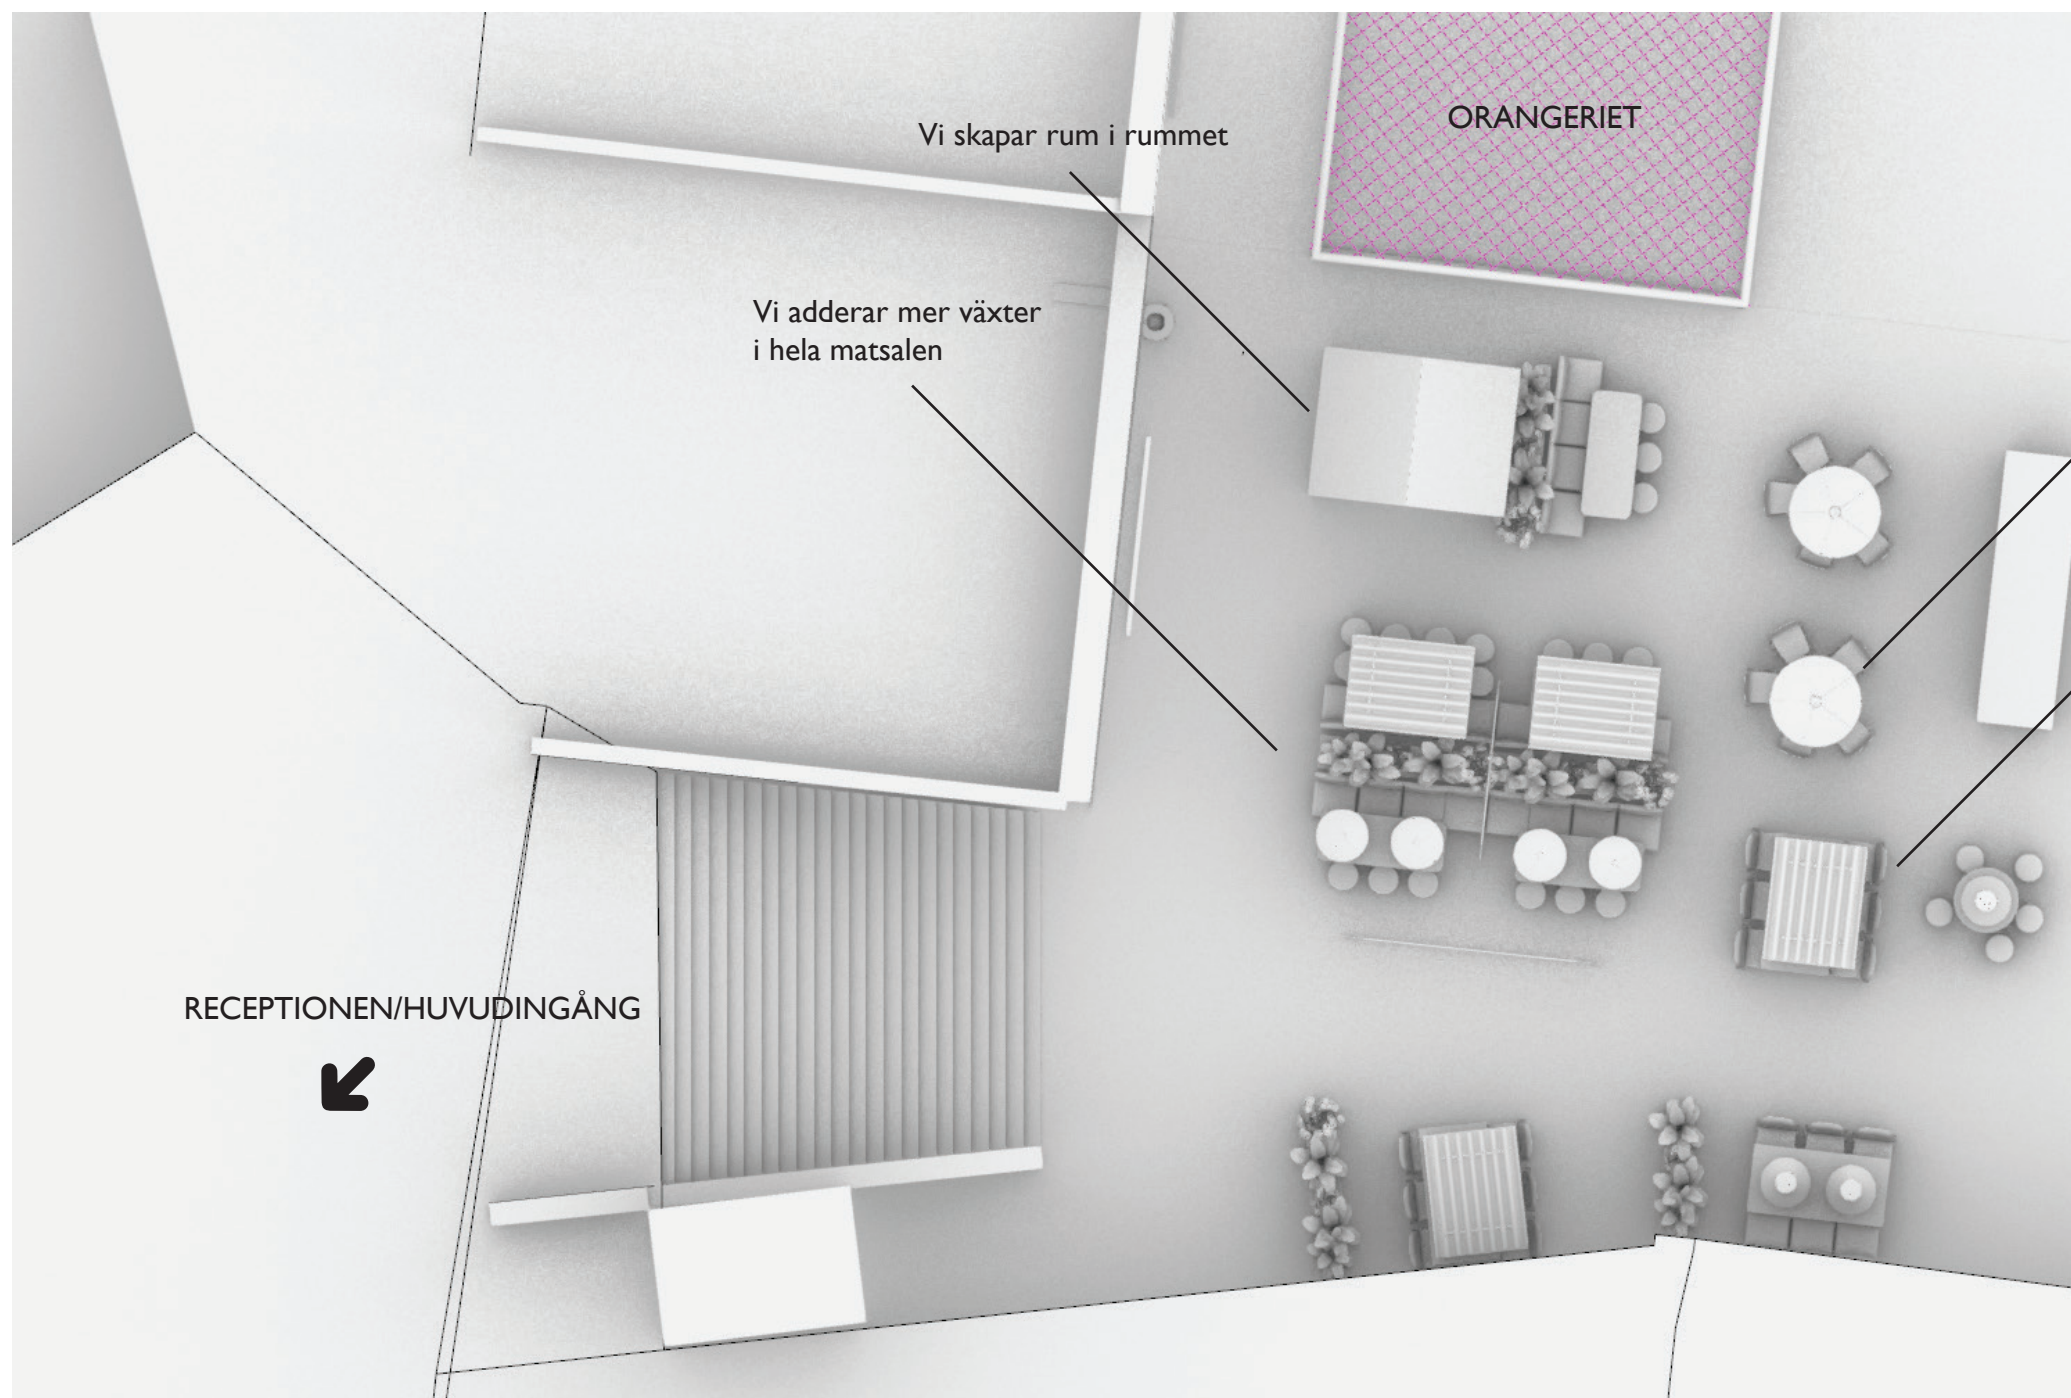 ORANGERIET
Vi skapar rum i rummet
Vi adderar mer växter
i hela matsalen
RECEPTIONEN/HUVUDINGÅNG